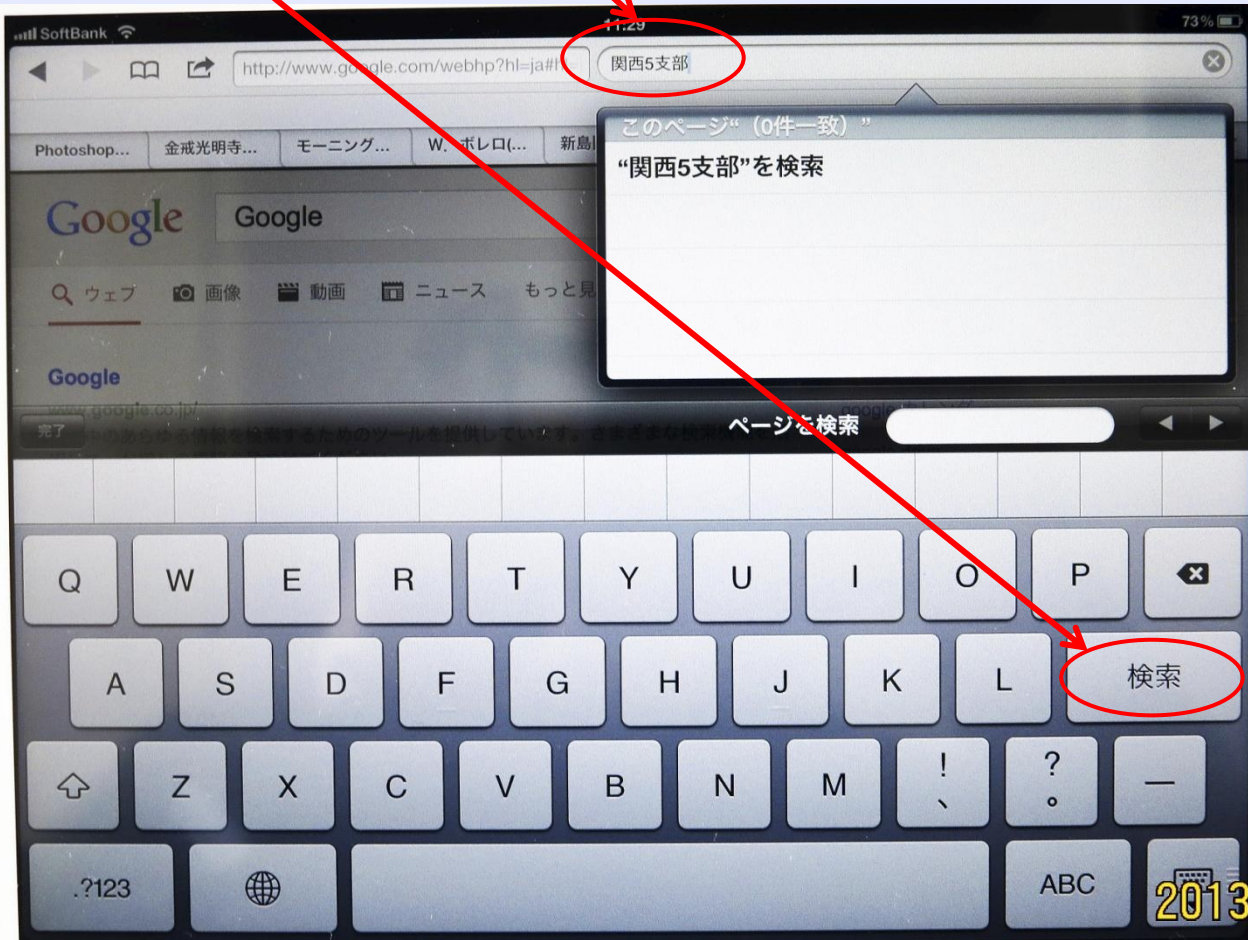 SoftBank
11:29
73%
http://www.google.com/webhp?hl=ja#h
関西5支部
Photoshop...
金戒光明寺...
モーニング...
W. ボレロ(...
新島
このページ“（0件一致）”
“関西5支部”を検索
Google
Google
ウェブ
画像
動画
ニュース
もっと見
Google
www.google.co.jp/
完了
ページを検索
Q W E R T Y U I O P
A S D F G H J K L 検索
Z X C V B N M ! 、 ? 。 —
.?123
ABC
2013